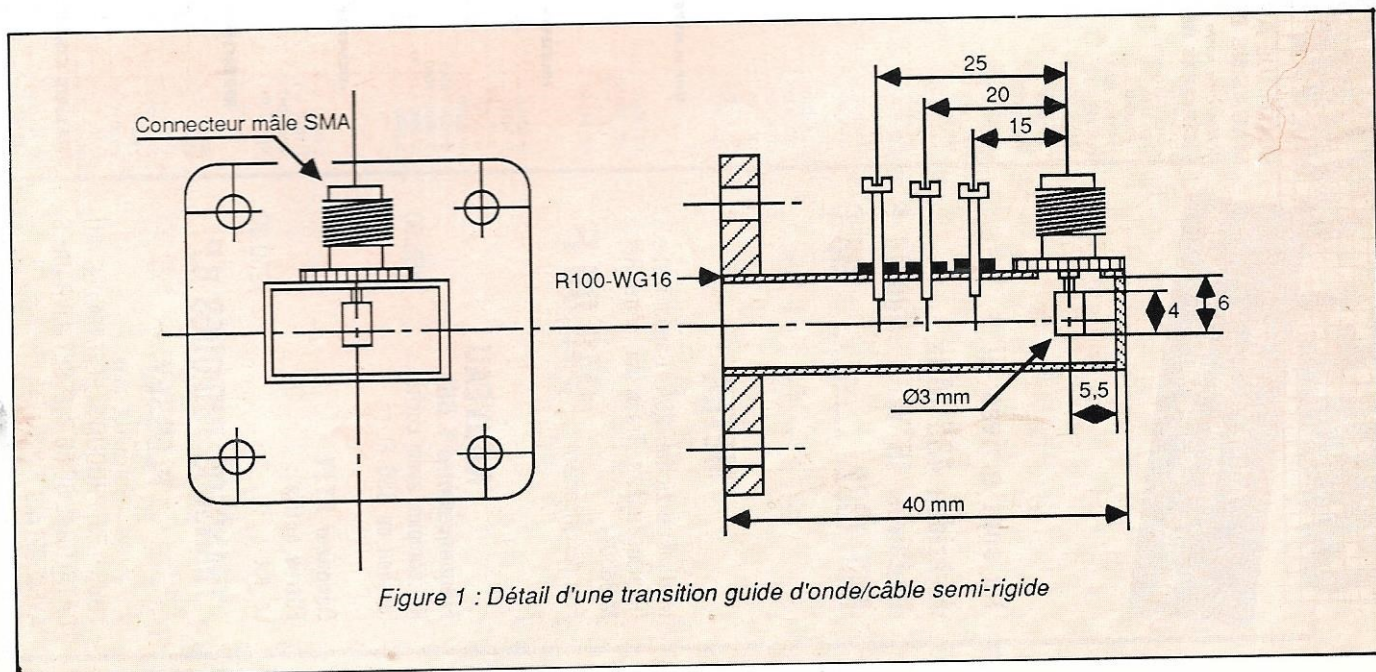 25
20
Connecteur mâle SMA
15
R100-WG16
4
6
Ø3 mm
5,5
40 mm
Figure 1 : Détail d'une transition guide d'onde/câble semi-rigide